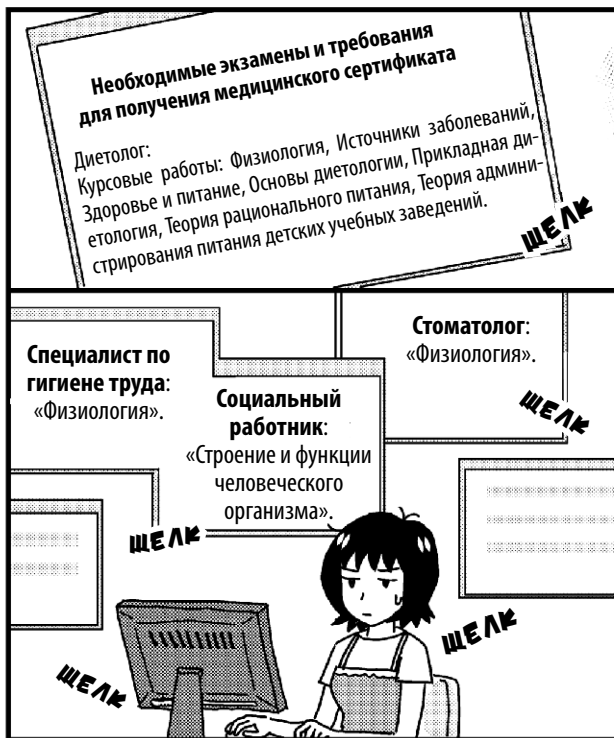 Необходимые экзамены и требования
для получения медицинского сертификата
Диетолог:
Курсовые работы: Физиология, Источники заболеваний,
Здоровье и питание, Основы диетологии, Прикладная ди-
етология, Теория рационального питания, Теория админи-
стрирования питания детских учебных заведений.
ЩЕЛК
Специалист по
гигиене труда:
«Физиология».
Социальный
работник:
«Строение и функции
человеческого
организма».
Стоматолог:
«Физиология».
ЩЕЛК
ЩЕЛК
ЩЕЛК
ЩЕЛК